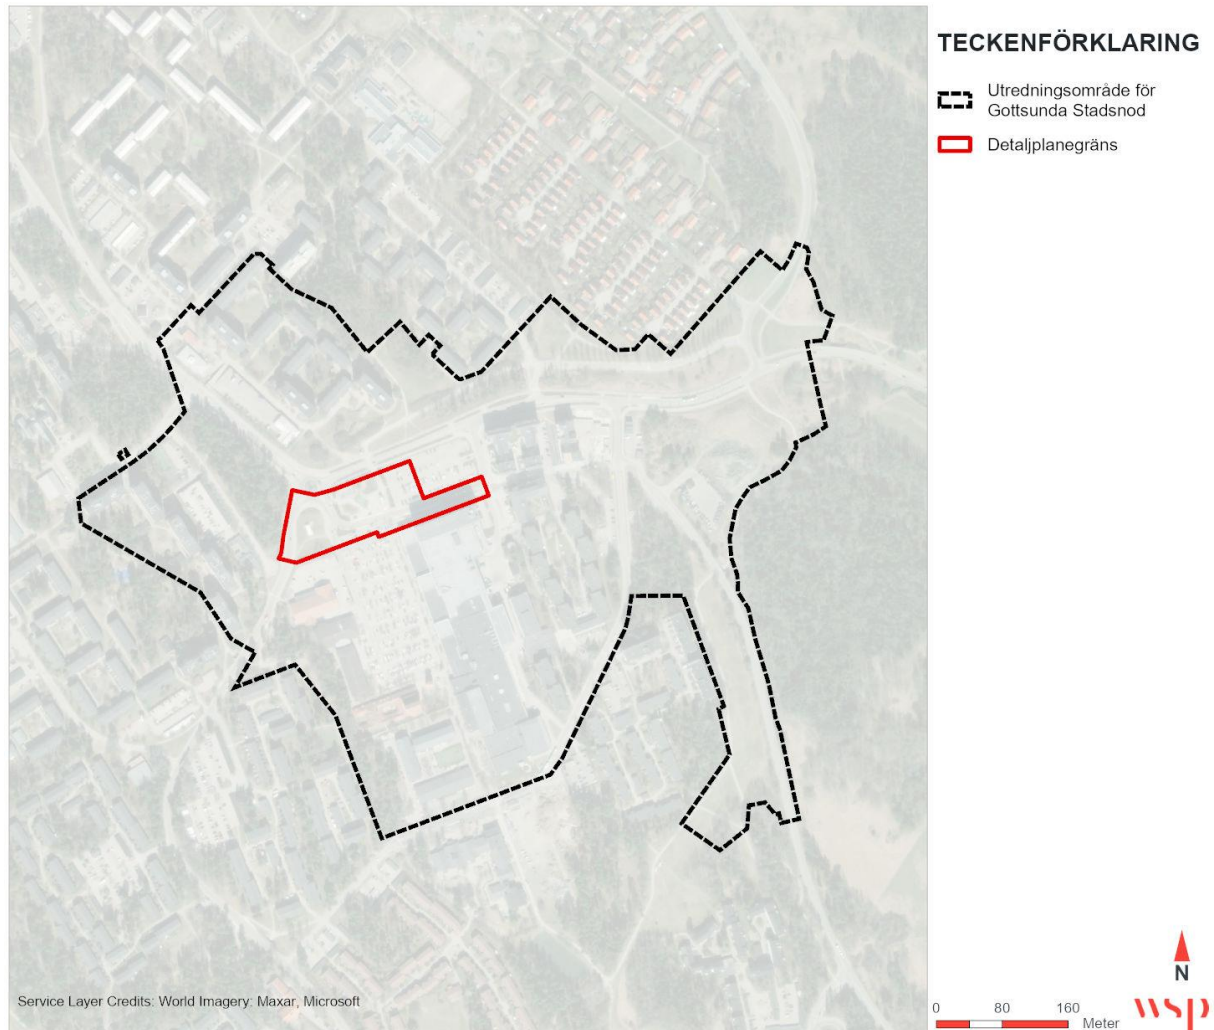 TECKENFÖRKLARING
Utredningsområde för
Gottsunda Stadsnod
Detaljplanegräns
Service Layer Credits: World Imagery: Maxar, Microsoft
N
0 80 160
Meter
wsp